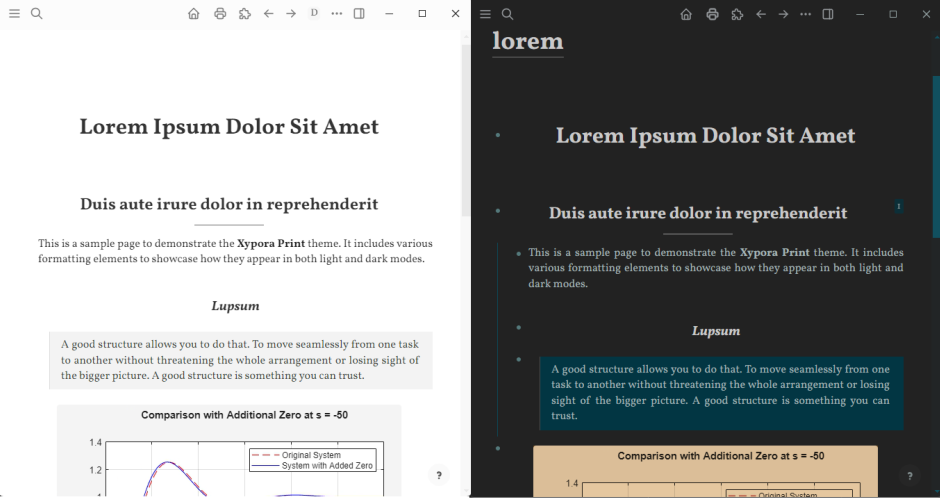 D
Lorem Ipsum Dolor Sit Amet
Duis aute irure dolor in reprehenderit
This is a sample page to demonstrate the Xypora Print theme. It includes various
formatting elements to showcase how they appear in both light and dark modes.
Lupsum
A good structure allows you to do that. To move seamlessly from one task
to another without threatening the whole arrangement or losing sight of
the bigger picture. A good structure is something you can trust.
Comparison with Additional Zero at s = -50
1.4
1.2
Original System
System with Added Zero
?
lorem
Lorem Ipsum Dolor Sit Amet
Duis aute irure dolor in reprehenderit
1
This is a sample page to demonstrate the Xypora Print theme. It includes
various formatting elements to showcase how they appear in both light and
dark modes.
Lupsum
A good structure allows you to do that. To move seamlessly from one
task to another without threatening the whole arrangement or losing
sight of the bigger picture. A good structure is something you can
trust.
Comparison with Additional Zero at s = -50
1.4
Original System
?